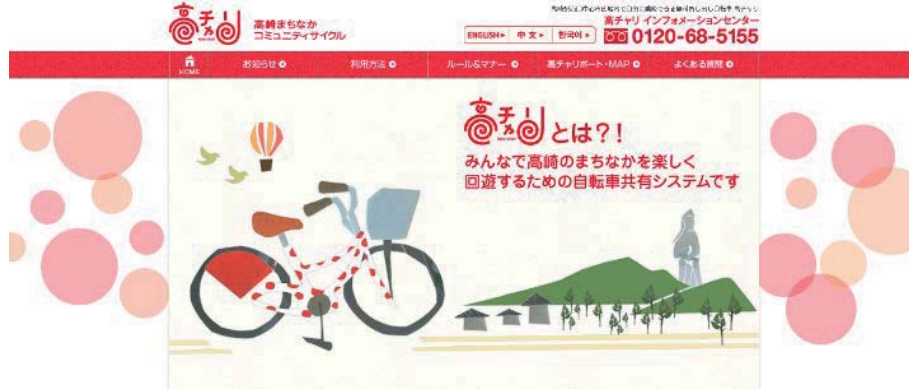 高チャリ
高崎まちなか
コミュニティサイクル
高チャリ インフォメーションセンター
ENGLISH
中文
한국어
0120-68-5155
HOME
お知らせ
利用方法
ルール&マナー
高チャリポート・MAP
よくある質問
高チャリとは?!
みんなで高崎のまちなかを楽しく
回遊するための自転車共有システムです